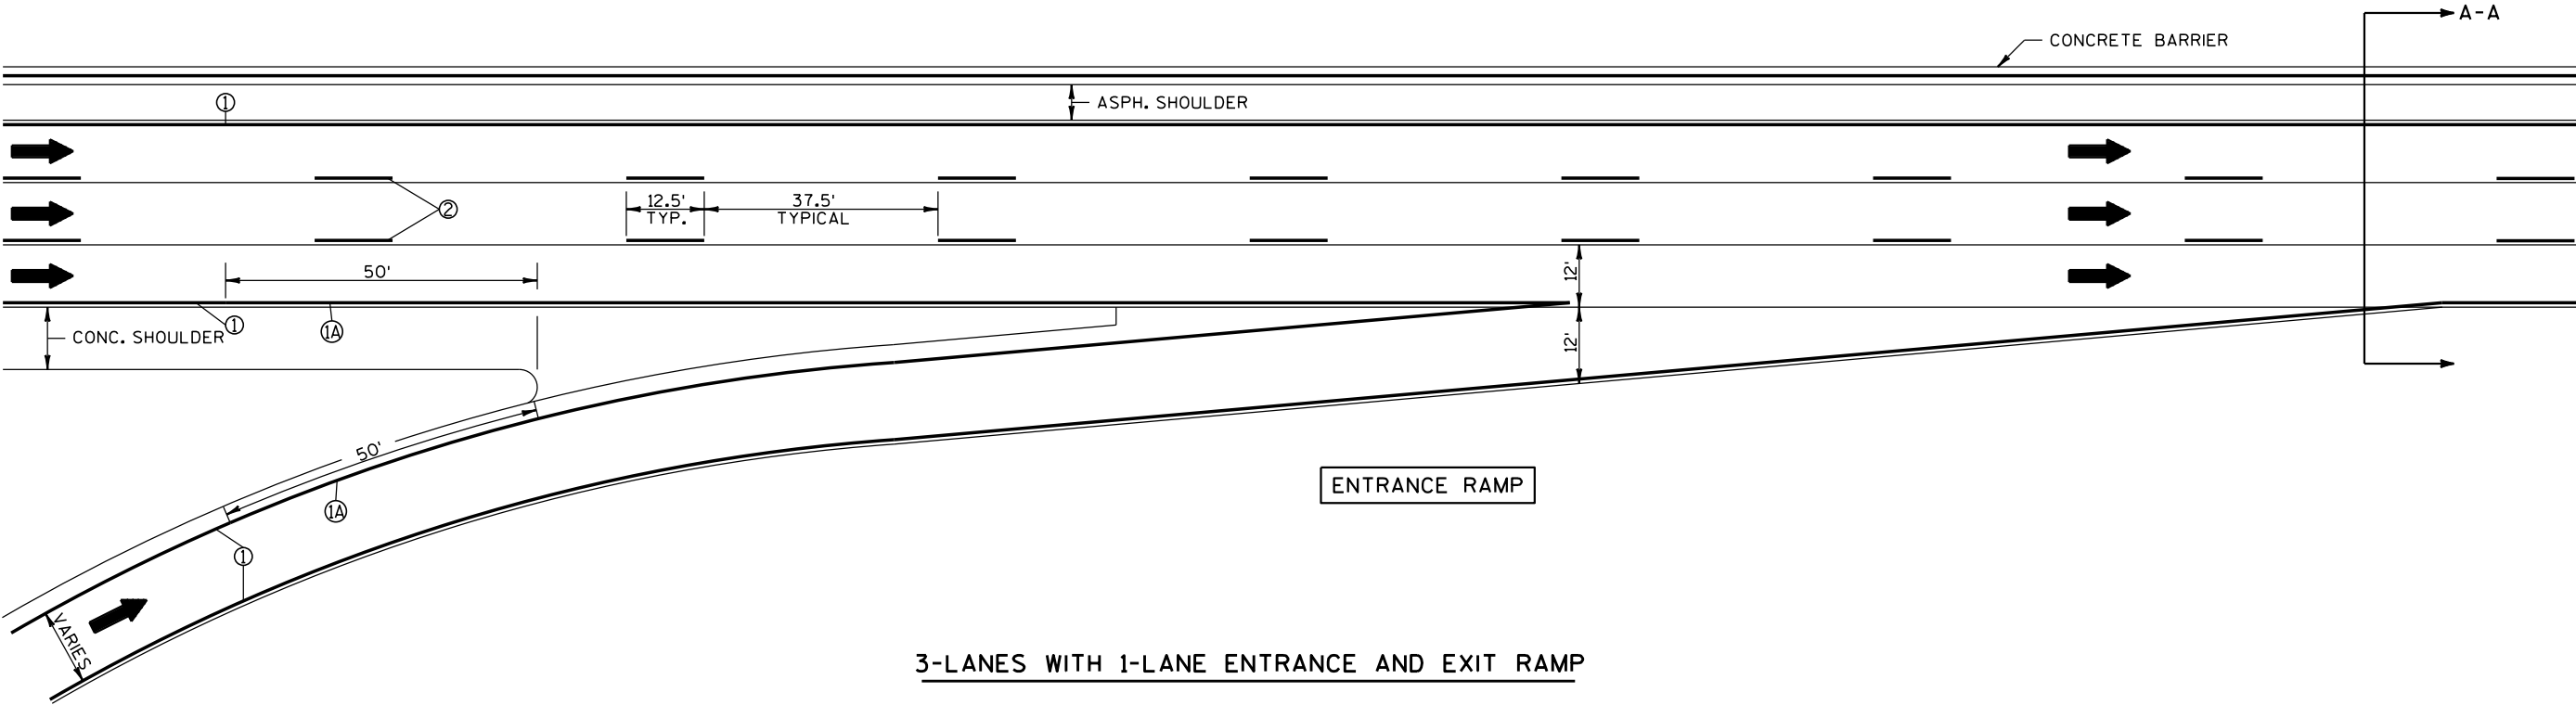 A-A
CONCRETE BARRIER
1
ASPH. SHOULDER
2
12.5'
TYP.
37.5'
TYPICAL
50'
12'
1
1A
CONC. SHOULDER
12'
50'
1A
ENTRANCE RAMP
1
VARIES
3-LANES WITH 1-LANE ENTRANCE AND EXIT RAMP